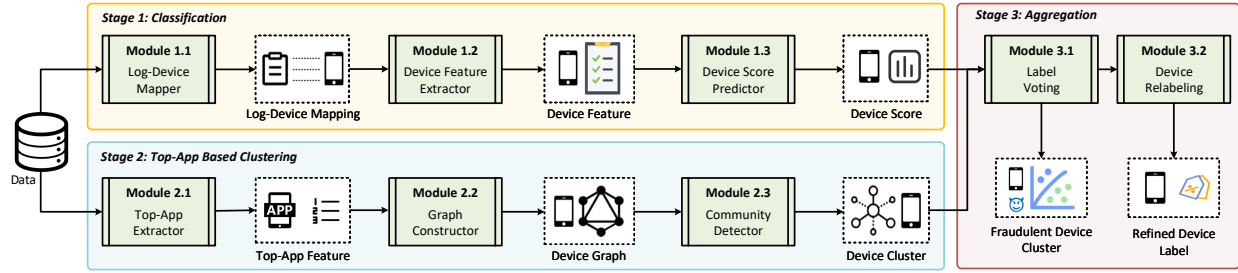 Stage 1: Classification
Module 1.1
Log-Device
Mapper
Log-Device Mapping
Module 1.2
Device Feature
Extractor
Device Feature
Module 1.3
Device Score
Predictor
Device Score
Data
Stage 2: Top-App Based Clustering
Module 2.1
Top-App
Extractor
APP
1
2
3
Top-App Feature
Module 2.2
Graph
Constructor
Device Graph
Module 2.3
Community
Detector
Device Cluster
Stage 3: Aggregation
Module 3.1
Label
Voting
Module 3.2
Device
Relabeling
Fraudulent Device
Cluster
Refined Device
Label